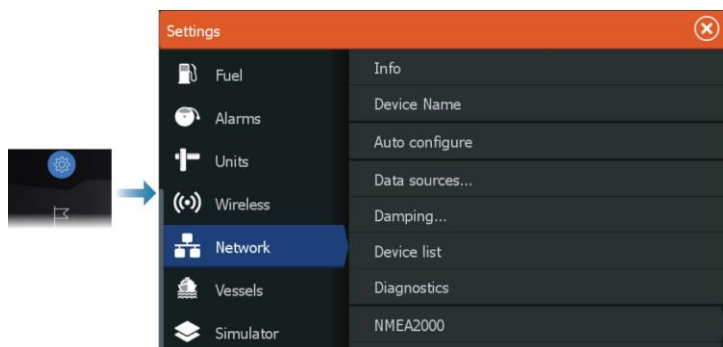 Settings
Fuel
Alarms
Units
Wireless
Network
Vessels
Simulator
Info
Device Name
Auto configure
Data sources...
Damping...
Device list
Diagnostics
NMEA2000